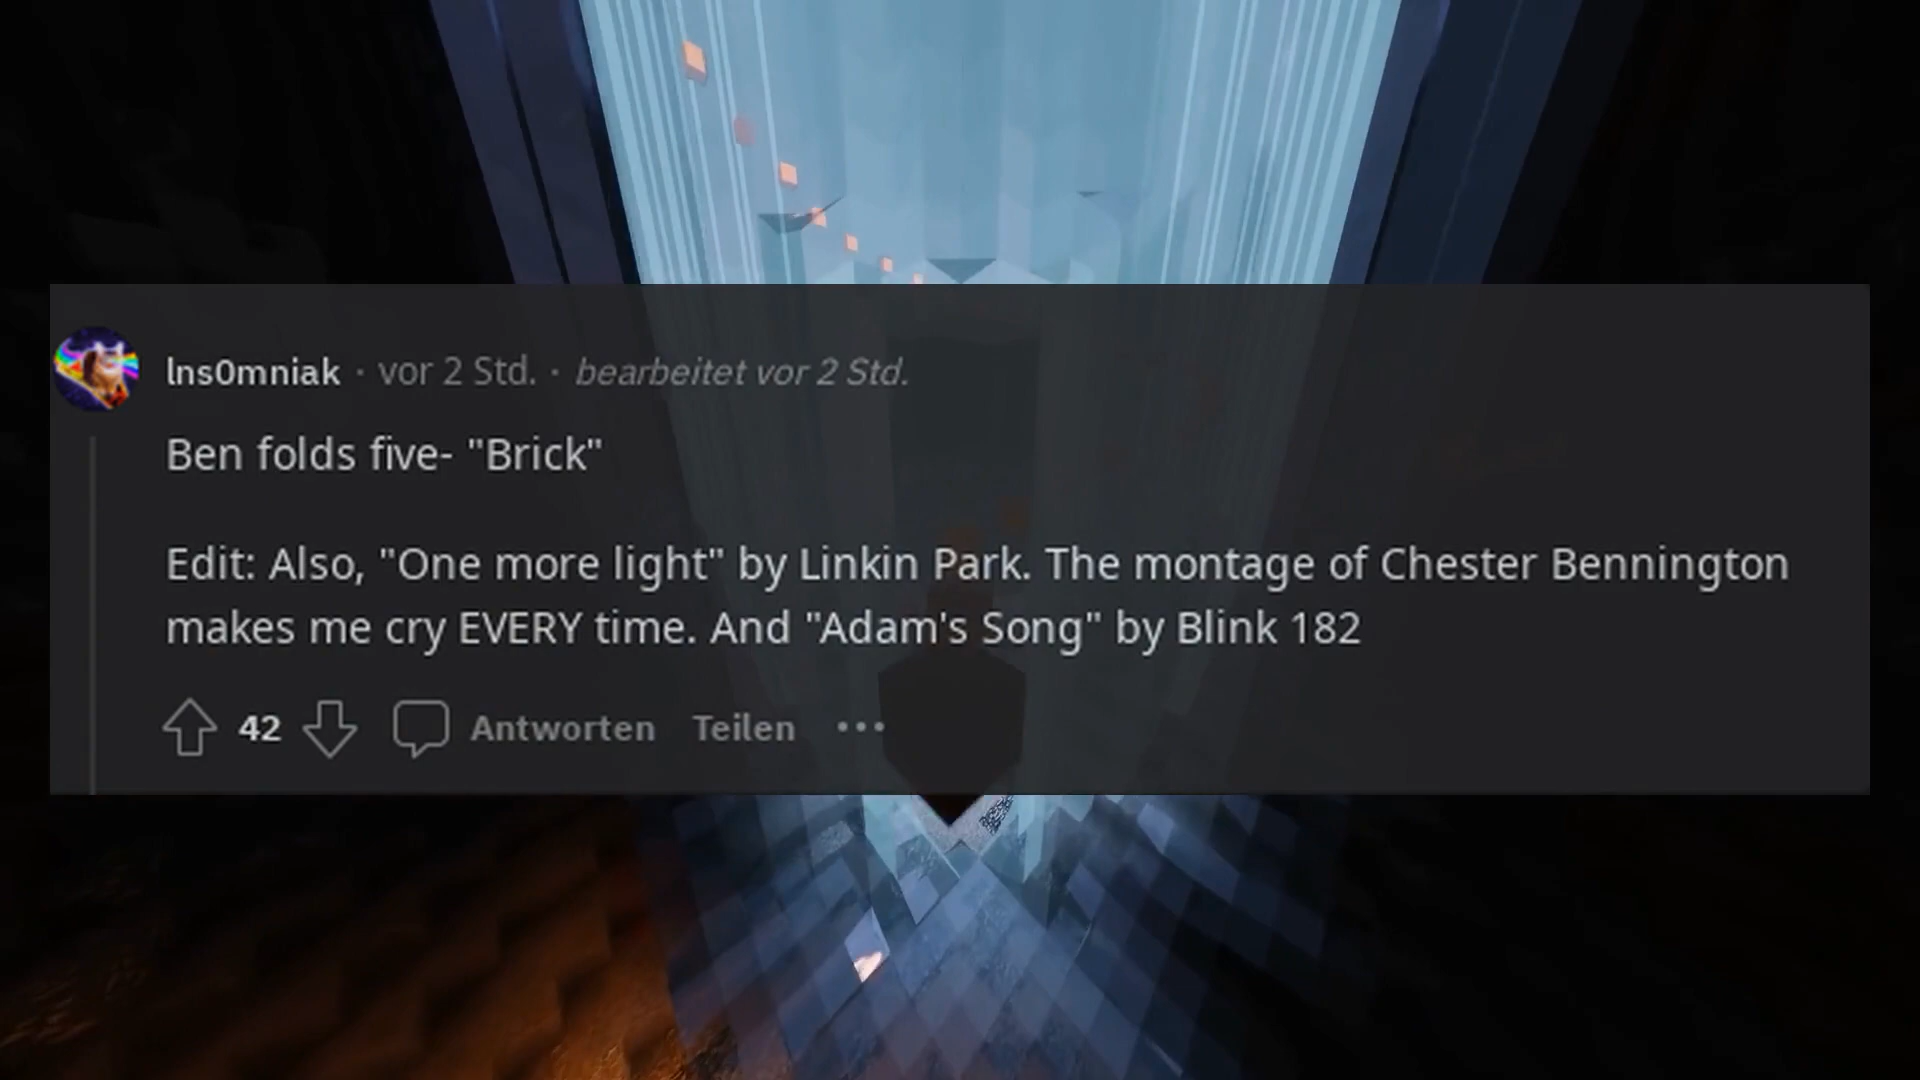 lns0mniak · vor 2 Std. · bearbeitet vor 2 Std.
Ben folds five- "Brick"
Edit: Also, "One more light" by Linkin Park. The montage of Chester Bennington
makes me cry EVERY time. And "Adam's Song" by Blink 182
42 Antworten Teilen ···